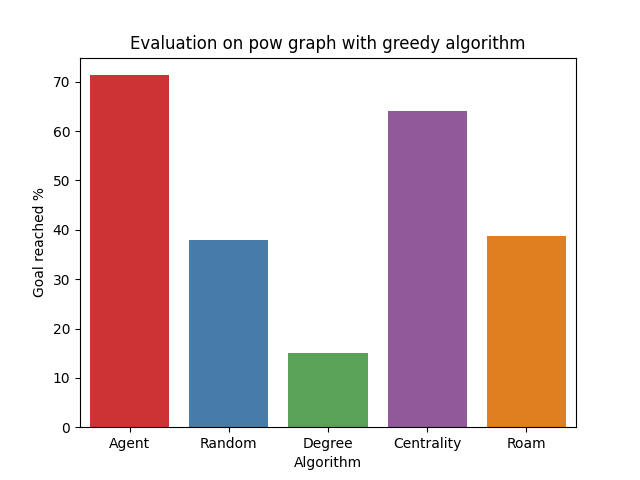 Evaluation on pow graph with greedy algorithm
Goal reached %
70
60
50
40
30
20
10
0
Agent Random Degree Centrality Roam
Algorithm